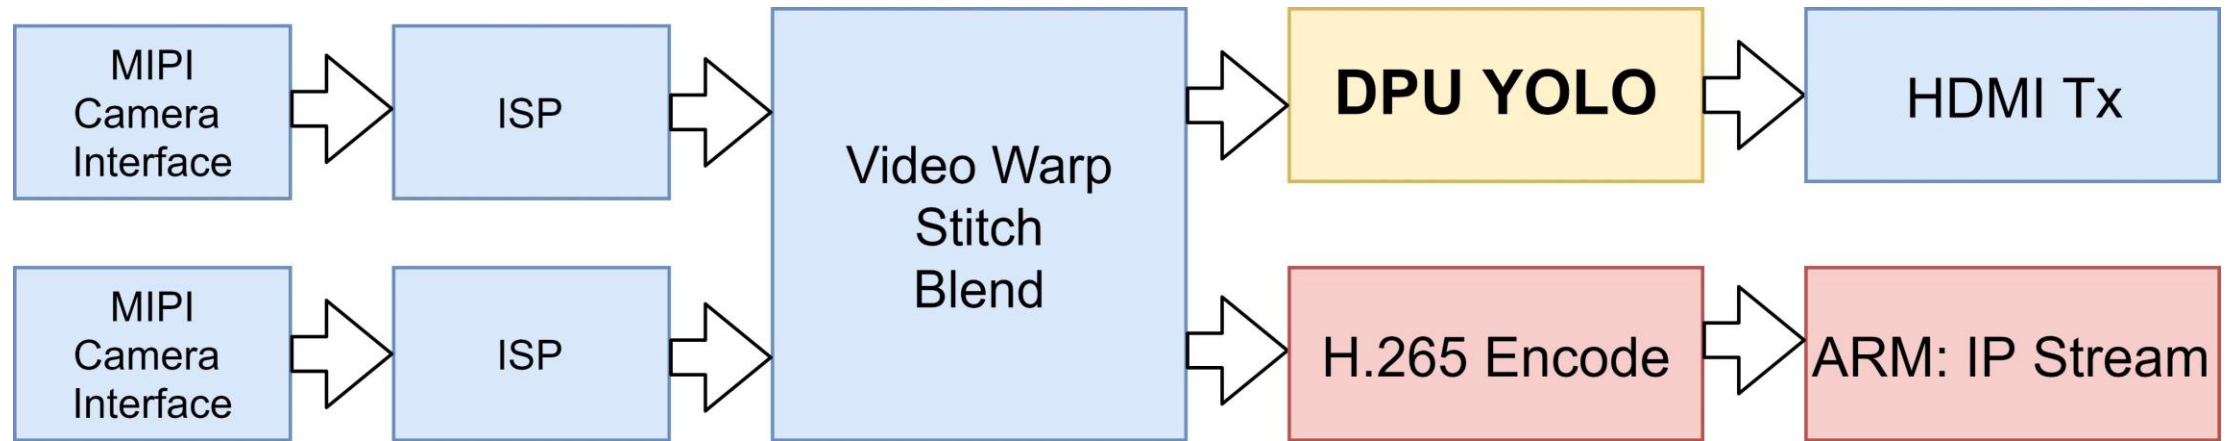 MIPI
Camera
Interface
ISP
Video Warp
Stitch
Blend
DPU YOLO
HDMI Tx
MIPI
Camera
Interface
ISP
H.265 Encode
ARM: IP Stream